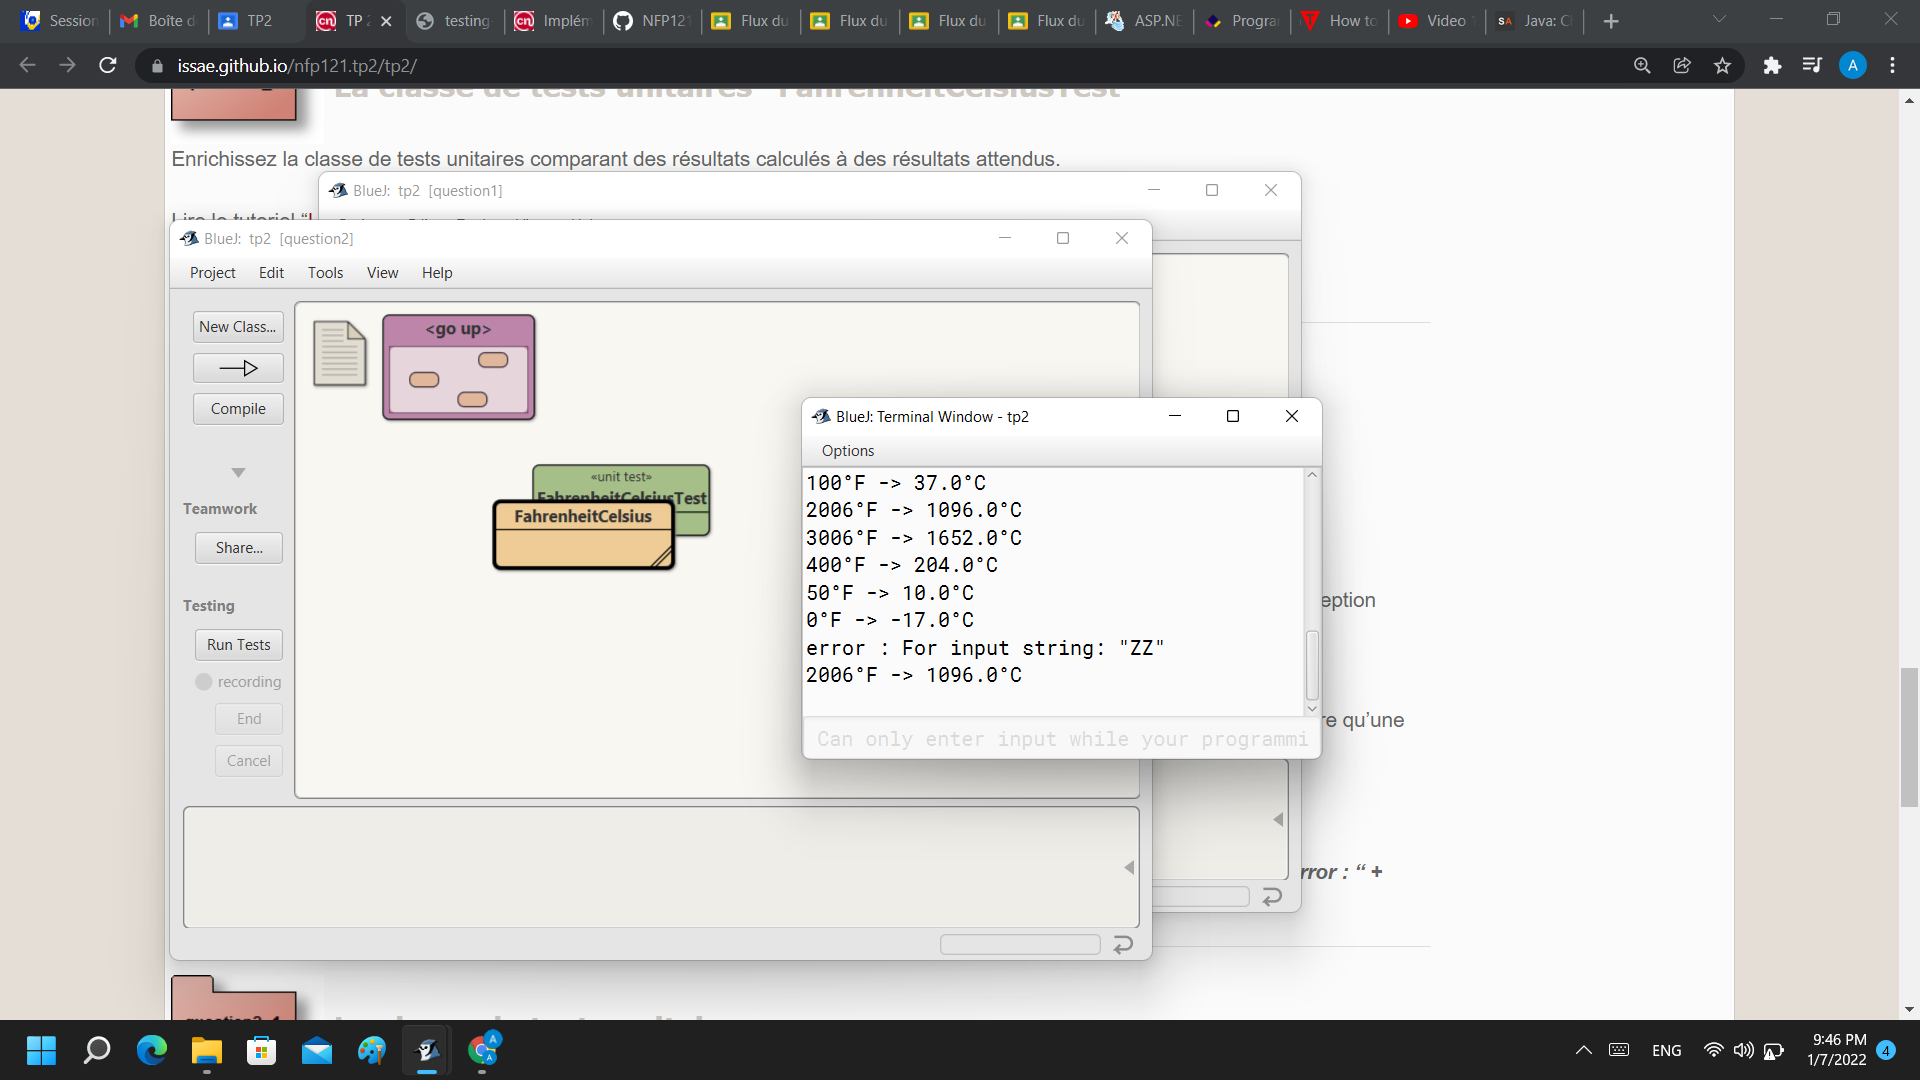 Session
Boîte d
TP2
TP 2
testing
Implém
NFP121
Flux du
Flux du
Flux du
Flux du
ASP.NE
Progra
How to
Video
Java: C
issae.github.io/nfp121.tp2/tp2/
A
La classe de tests unitaires "FahrenheitCelsiusTest"
Enrichissez la classe de tests unitaires comparant des résultats calculés à des résultats attendus.
BlueJ: tp2 [question1]
Lire le tutoriel “
BlueJ: tp2 [question2]
Project Edit Tools View Help
New Class...
Compile
Teamwork
Share...
Testing
Run Tests
recording
End
Cancel
<go up>
«unit test»
FahrenheitCelsiusTest
FahrenheitCelsius
BlueJ: Terminal Window - tp2
Options
100°F -> 37.0°C
2006°F -> 1096.0°C
3006°F -> 1652.0°C
400°F -> 204.0°C
50°F -> 10.0°C
0°F -> -17.0°C
error : For input string: "ZZ"
2006°F -> 1096.0°C
Can only enter input while your programmi
eption
re qu’une
rror : “ +
ENG
9:46 PM
1/7/2022
4